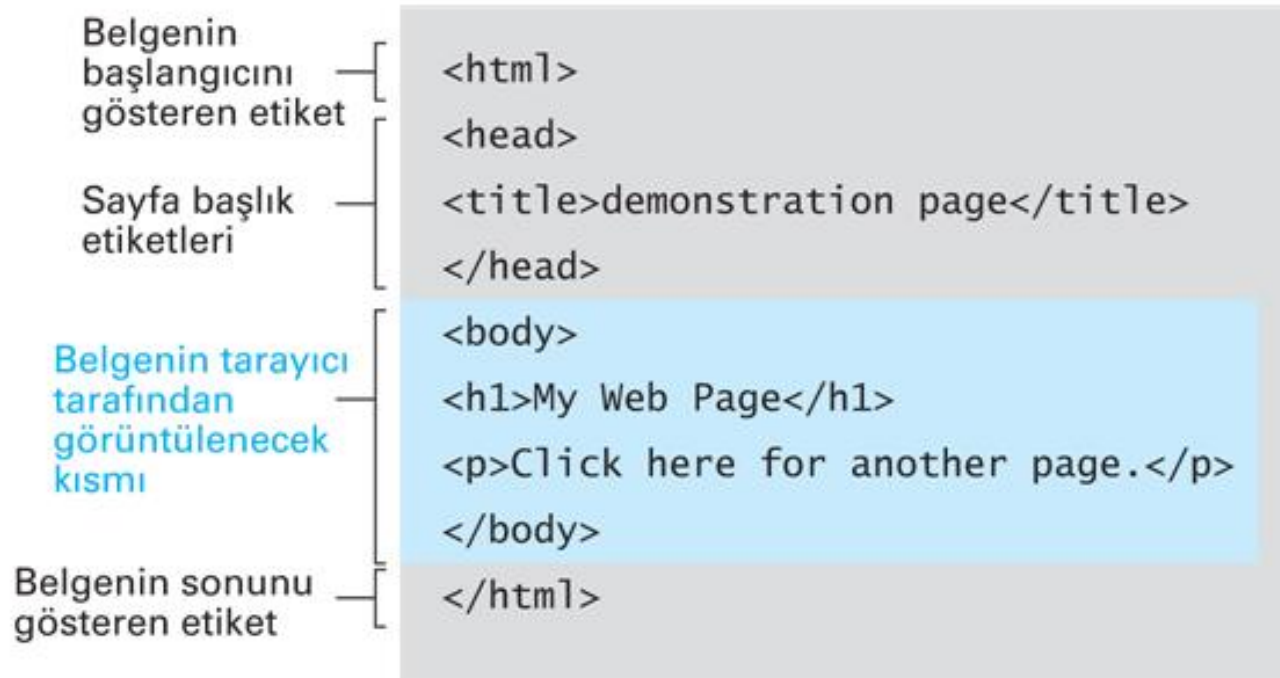 Belgenin
başlangıcını
gösteren etiket
<html>
<head>
Sayfa başlık
etiketleri
<title>demonstration page</title>
</head>
Belgenin tarayıcı
tarafından
görüntülenecek
kısmı
<body>
<h1>My Web Page</h1>
<p>Click here for another page.</p>
</body>
Belgenin sonunu
gösteren etiket
</html>